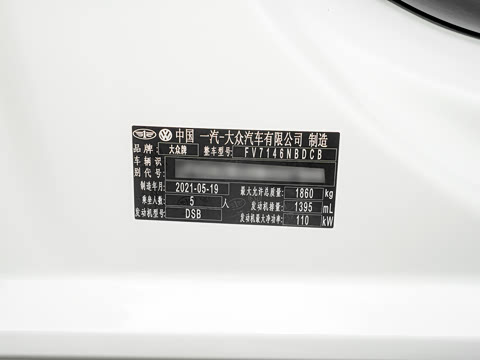 中国 一汽-大众汽车有限公司 制造
品牌: 大众牌 整车型号: FV7146NBDCB
车辆识
别代号:
制造年月: 2021-05-19 最大允许总质量: 1860 kg
乘坐人数: 5 人 发动机排量: 1395 mL
发动机型号: DSB 发动机最大净功率: 110 kW